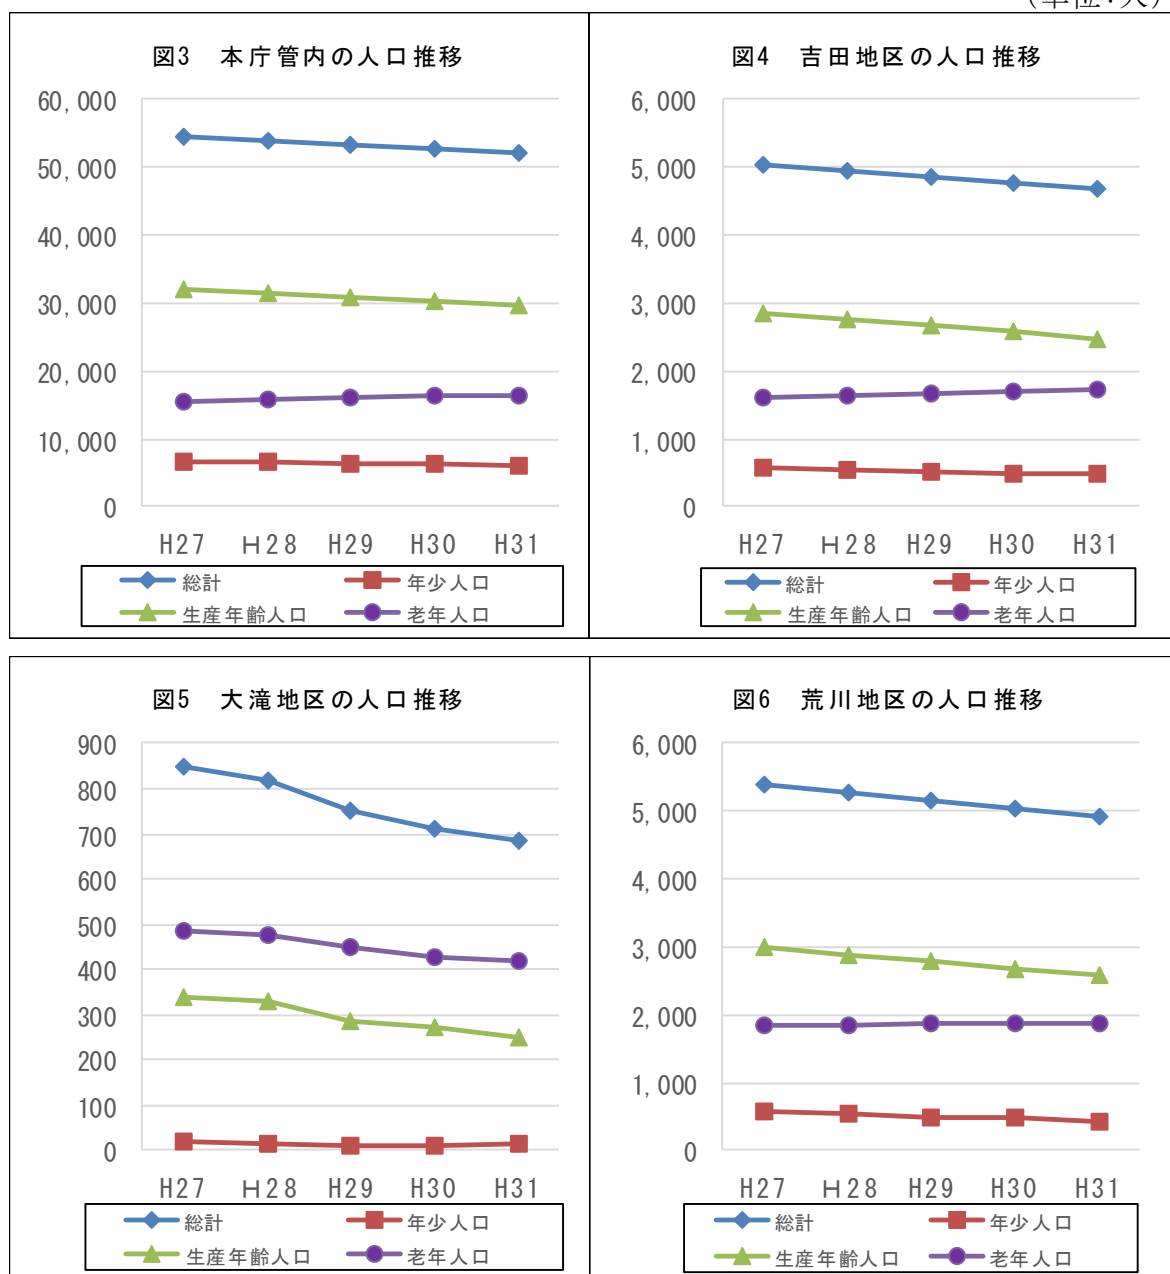 （単位:人）
図3　本庁管内の人口推移
60,000
50,000
40,000
30,000
20,000
10,000
0
H27 H28 H29 H30 H31
総計 年少人口
生産年齢人口 老年人口
図4　吉田地区の人口推移
6,000
5,000
4,000
3,000
2,000
1,000
0
H27 H28 H29 H30 H31
総計 年少人口
生産年齢人口 老年人口
図5　大滝地区の人口推移
900
800
700
600
500
400
300
200
100
0
H27 H28 H29 H30 H31
総計 年少人口
生産年齢人口 老年人口
図6　荒川地区の人口推移
6,000
5,000
4,000
3,000
2,000
1,000
0
H27 H28 H29 H30 H31
総計 年少人口
生産年齢人口 老年人口